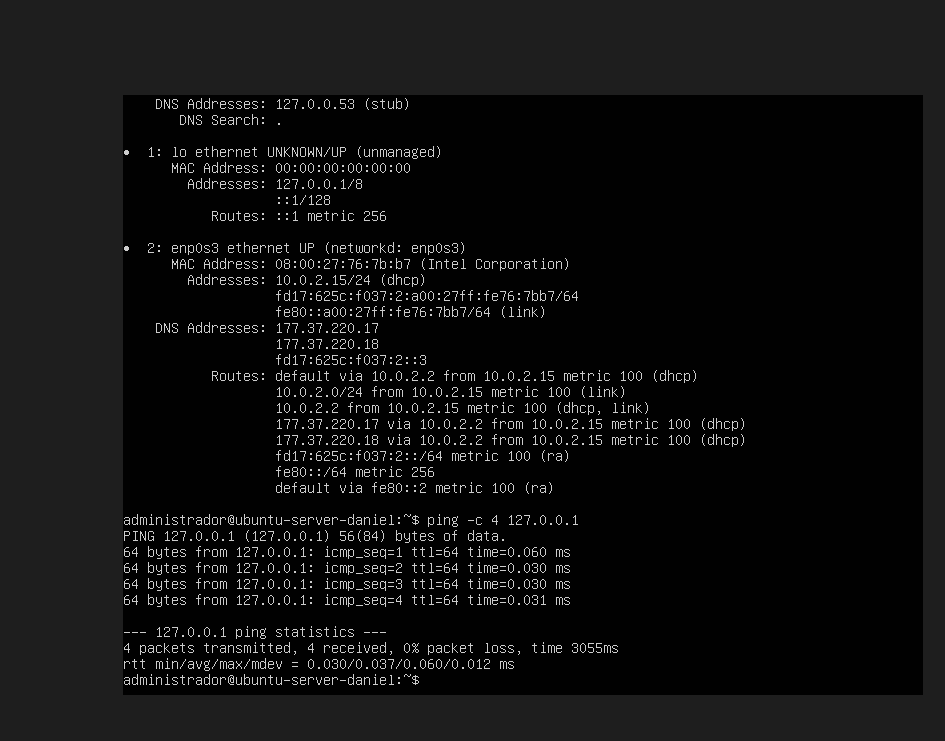 DNS Addresses: 127.0.0.53 (stub)
DNS Search: .
● 1: lo ethernet UNKNOWN/UP (unmanaged)
MAC Address: 00:00:00:00:00:00
Addresses: 127.0.0.1/8
::1/128
Routes: ::1 metric 256
● 2: enp0s3 ethernet UP (networkd: enp0s3)
MAC Address: 08:00:27:76:7b:b7 (Intel Corporation)
Addresses: 10.0.2.15/24 (dhcp)
fd17:625c:f037:2:a00:27ff:fe76:7bb7/64
fe80::a00:27ff:fe76:7bb7/64 (link)
DNS Addresses: 177.37.220.17
177.37.220.18
fd17:625c:f037:2::3
Routes: default via 10.0.2.2 from 10.0.2.15 metric 100 (dhcp)
10.0.2.0/24 from 10.0.2.15 metric 100 (link)
10.0.2.2 from 10.0.2.15 metric 100 (dhcp, link)
177.37.220.17 via 10.0.2.2 from 10.0.2.15 metric 100 (dhcp)
177.37.220.18 via 10.0.2.2 from 10.0.2.15 metric 100 (dhcp)
fd17:625c:f037:2::/64 metric 100 (ra)
fe80::/64 metric 256
default via fe80::2 metric 100 (ra)
administrador@ubuntu-server-daniel:~$ ping -c 4 127.0.0.1
PING 127.0.0.1 (127.0.0.1) 56(84) bytes of data.
64 bytes from 127.0.0.1: icmp_seq=1 ttl=64 time=0.060 ms
64 bytes from 127.0.0.1: icmp_seq=2 ttl=64 time=0.030 ms
64 bytes from 127.0.0.1: icmp_seq=3 ttl=64 time=0.030 ms
64 bytes from 127.0.0.1: icmp_seq=4 ttl=64 time=0.031 ms
--- 127.0.0.1 ping statistics ---
4 packets transmitted, 4 received, 0% packet loss, time 3055ms
rtt min/avg/max/mdev = 0.030/0.037/0.060/0.012 ms
administrador@ubuntu-server-daniel:~$